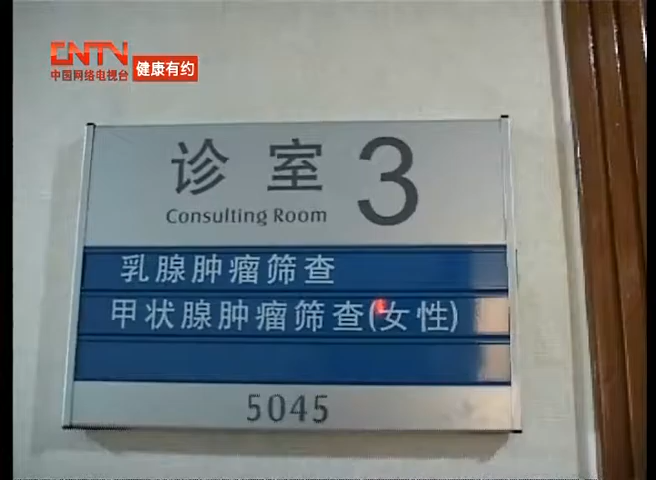 CNTV
中国网络电视台
健康有约
诊室 3
Consulting Room
乳腺肿瘤筛查
甲状腺肿瘤筛查(女性)
5045